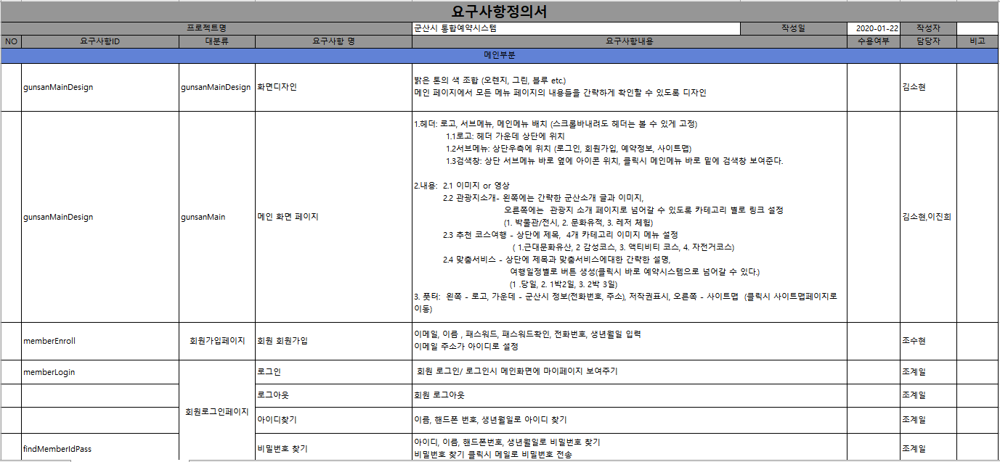 요구사항정의서
프로젝트명 군산시 통합예약시스템 작성일 2020-01-22 작성자
NO 요구사항ID 대분류 요구사항 명 요구사항내용 수용여부 담당자 비고
메인부분
밝은 톤의 색 조합 (오렌지, 그린, 블루 etc.)
gunsanMainDesign gunsanMainDesign 화면디자인 김소현
메인 페이지에서 모든 메뉴 페이지의 내용들을 간략하게 확인할 수 있도록 디자인
1.헤더: 로고, 서브메뉴, 메인메뉴 배치 (스크롤바내려도 헤더는 볼 수 있게 고정)
1.1로고: 헤더 가운데 상단에 위치
1.2서브메뉴: 상단우측에 위치 (로그인, 회원가입, 예약정보, 사이트맵)
1.3검색창: 상단 서브메뉴 바로 옆에 아이콘 위치, 클릭시 메인메뉴 바로 밑에 검색창 보여준다.
2.내용: 2.1 이미지 or 영상
2.2 관광지소개- 왼쪽에는 간략한 군산소개 글과 이미지,
오른쪽에는 관광지 소개 페이지로 넘어갈 수 있도록 카테고리 별로 링크 설정
gunsanMainDesign gunsanMain 메인 화면 페이지 김소현,이진희
(1. 박물관/전시, 2. 문화유적, 3. 레저 체험)
2.3 추천 코스여행 - 상단에 제목, 4개 카테고리 이미지 메뉴 설정
( 1.근대문화유산, 2 감성코스, 3. 액티비티 코스, 4. 자전거코스)
2.4 맞춤서비스 - 상단에 제목과 맞춤서비스에대한 간략한 설명,
여행일정별로 버튼 생성(클릭시 바로 예약시스템으로 넘어갈 수 있다.)
(1 .당일, 2. 1박2일, 3. 2박 3일)
3. 풋터: 왼쪽 - 로고, 가운데 - 군산시 정보(전화번호, 주소), 저작권표시, 오른쪽 - 사이트맵 (클릭시 사이트맵페이지로
이동)
이메일, 이름 , 패스워드, 패스워드확인, 전화번호, 생년월일 입력
memberEnroll 회원가입페이지 회원 회원가입 조수현
이메일 주소가 아이디로 설정
memberLogin 로그인 회원 로그인/ 로그인시 메인화면에 마이페이지 보여주기 조계일
로그아웃 회원 로그아웃 조계일
회원로그인페이지
아이디찾기 이름, 핸드폰 번호, 생년월일로 아이디 찾기 조계일
아이디, 이름, 핸드폰번호, 생년월일로 비밀번호 찾기
findMemberIdPass 비밀번호 찾기 조계일
비밀번호 찾기 클릭시 메일로 비밀번호 전송